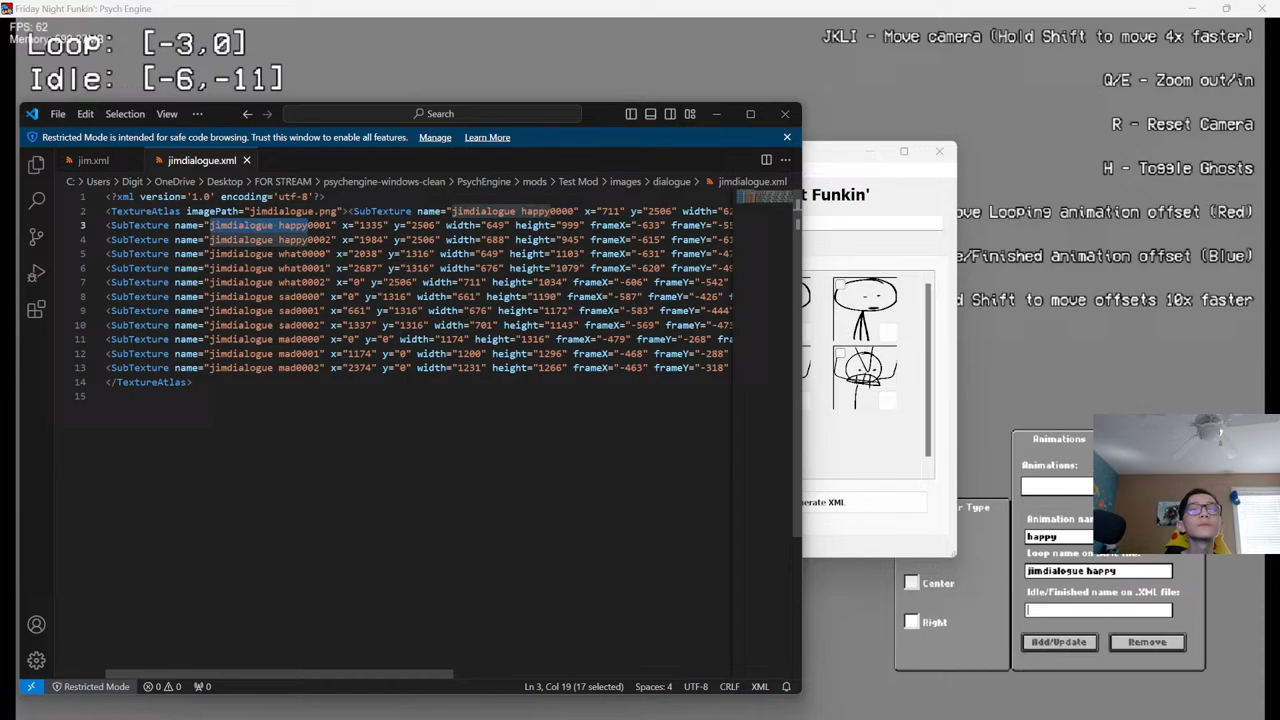 Friday Night Funkin': Psych Engine
FPS: 62
Loop: [-3,0]
Idle: [-6,-11]
JKLI - Move camera (Hold Shift to move 4x faster)
Q/E - Zoom out/in
R - Reset Camera
H - Toggle Ghosts
ove Looping animation offset (Red)
e/Finished animation offset (Blue)
d Shift to move offsets 10x faster)
File Edit Selection View ... Search
Restricted Mode is intended for safe code browsing. Trust this window to enable all features. Manage Learn More
jim.xml jimdialogue.xml
C: > Users > Digit > OneDrive > Desktop > FOR STREAM > psychengine-windows-clean > PsychEngine > mods > Test Mod > images > dialogue > jimdialogue.xml
1 <?xml version='1.0' encoding='utf-8'?>
2 <TextureAtlas imagePath="jimdialogue.png"><SubTexture name="jimdialogue happy0000" x="711" y="2506" width="62
3 <SubTexture name="jimdialogue happy0001" x="1335" y="2506" width="649" height="999" frameX="-633" frameY="-55
4 <SubTexture name="jimdialogue happy0002" x="1984" y="2506" width="688" height="945" frameX="-615" frameY="-61
5 <SubTexture name="jimdialogue what0000" x="2038" y="1316" width="649" height="1103" frameX="-631" frameY="-47
6 <SubTexture name="jimdialogue what0001" x="2687" y="1316" width="676" height="1079" frameX="-620" frameY="-49
7 <SubTexture name="jimdialogue what0002" x="0" y="2506" width="711" height="1034" frameX="-606" frameY="-542
8 <SubTexture name="jimdialogue sad0000" x="0" y="1316" width="661" height="1190" frameX="-587" frameY="-426
9 <SubTexture name="jimdialogue sad0001" x="661" y="1316" width="676" height="1172" frameX="-583" frameY="-444
10 <SubTexture name="jimdialogue sad0002" x="1337" y="1316" width="701" height="1143" frameX="-569" frameY="-473
11 <SubTexture name="jimdialogue mad0000" x="0" y="0" width="1174" height="1316" frameX="-479" frameY="-268"
12 <SubTexture name="jimdialogue mad0001" x="1174" y="0" width="1200" height="1296" frameX="-468" frameY="-288"
13 <SubTexture name="jimdialogue mad0002" x="2374" y="0" width="1231" height="1266" frameX="-463" frameY="-318"
14 </TextureAtlas>
15
Funkin'
erate XML
r Type
Center
Right
Animations
Animations:
Animation na
happy
jimdialogue happy
Idle/Finished name on .XML file:
Add/Update Remove
Restricted Mode 0 0 0 Ln 3, Col 19 (17 selected) Spaces: 4 UTF-8 CRLF XML